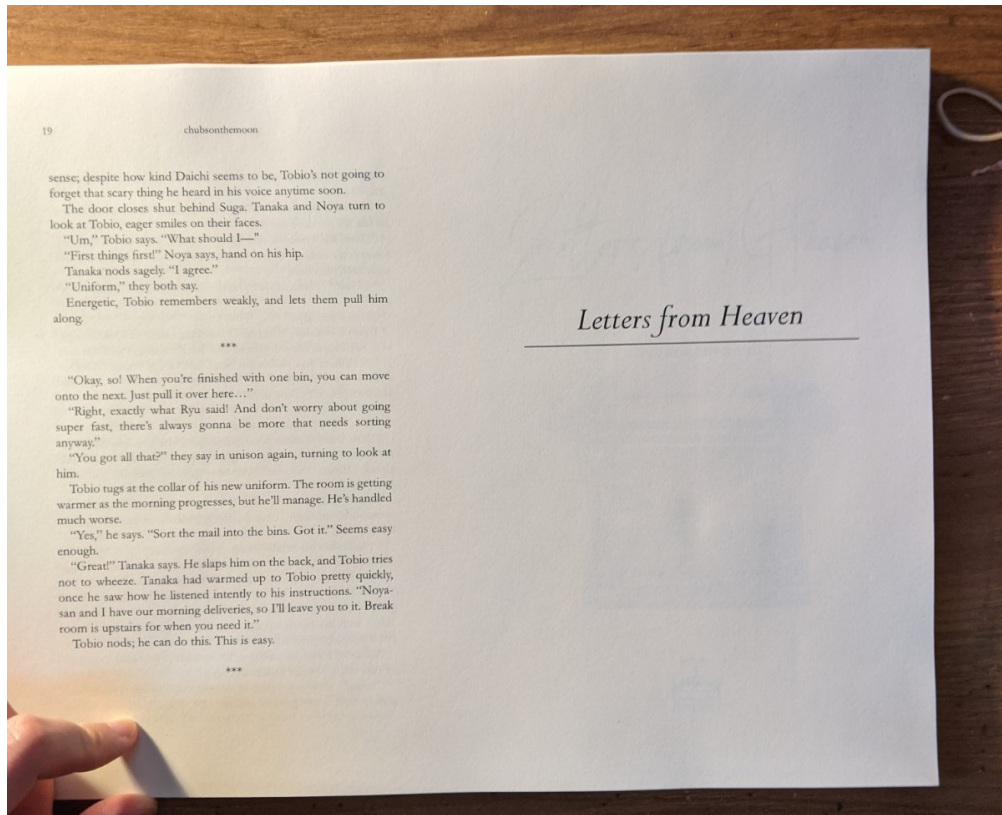 19
chubsonthemoon
sense; despite how kind Daichi seems to be, Tobio's not going to
forget that scary thing he heard in his voice anytime soon.
The door closes shut behind Suga. Tanaka and Noya turn to
look at Tobio, eager smiles on their faces.
“Um,” Tobio says. “What should I—”
“First things first!” Noya says, hand on his hip.
Tanaka nods sagely. “I agree.”
“Uniform,” they both say.
Energetic, Tobio remembers weakly, and lets them pull him
along.
***
“Okay, so! When you're finished with one bin, you can move
onto the next. Just pull it over here…”
“Right, exactly what Ryu said! And don't worry about going
super fast, there's always gonna be more that needs sorting
anyway.”
“You got all that?” they say in unison again, turning to look at
him.
Tobio tugs at the collar of his new uniform. The room is getting
warmer as the morning progresses, but he'll manage. He's handled
much worse.
“Yes,” he says. “Sort the mail into the bins. Got it.” Seems easy
enough.
“Great!” Tanaka says. He slaps him on the back, and Tobio tries
not to wheeze. Tanaka had warmed up to Tobio pretty quickly,
once he saw how he listened intently to his instructions. “Noya-
san and I have our morning deliveries, so I'll leave you to it. Break
room is upstairs for when you need it.”
Tobio nods; he can do this. This is easy.
***
Letters from Heaven